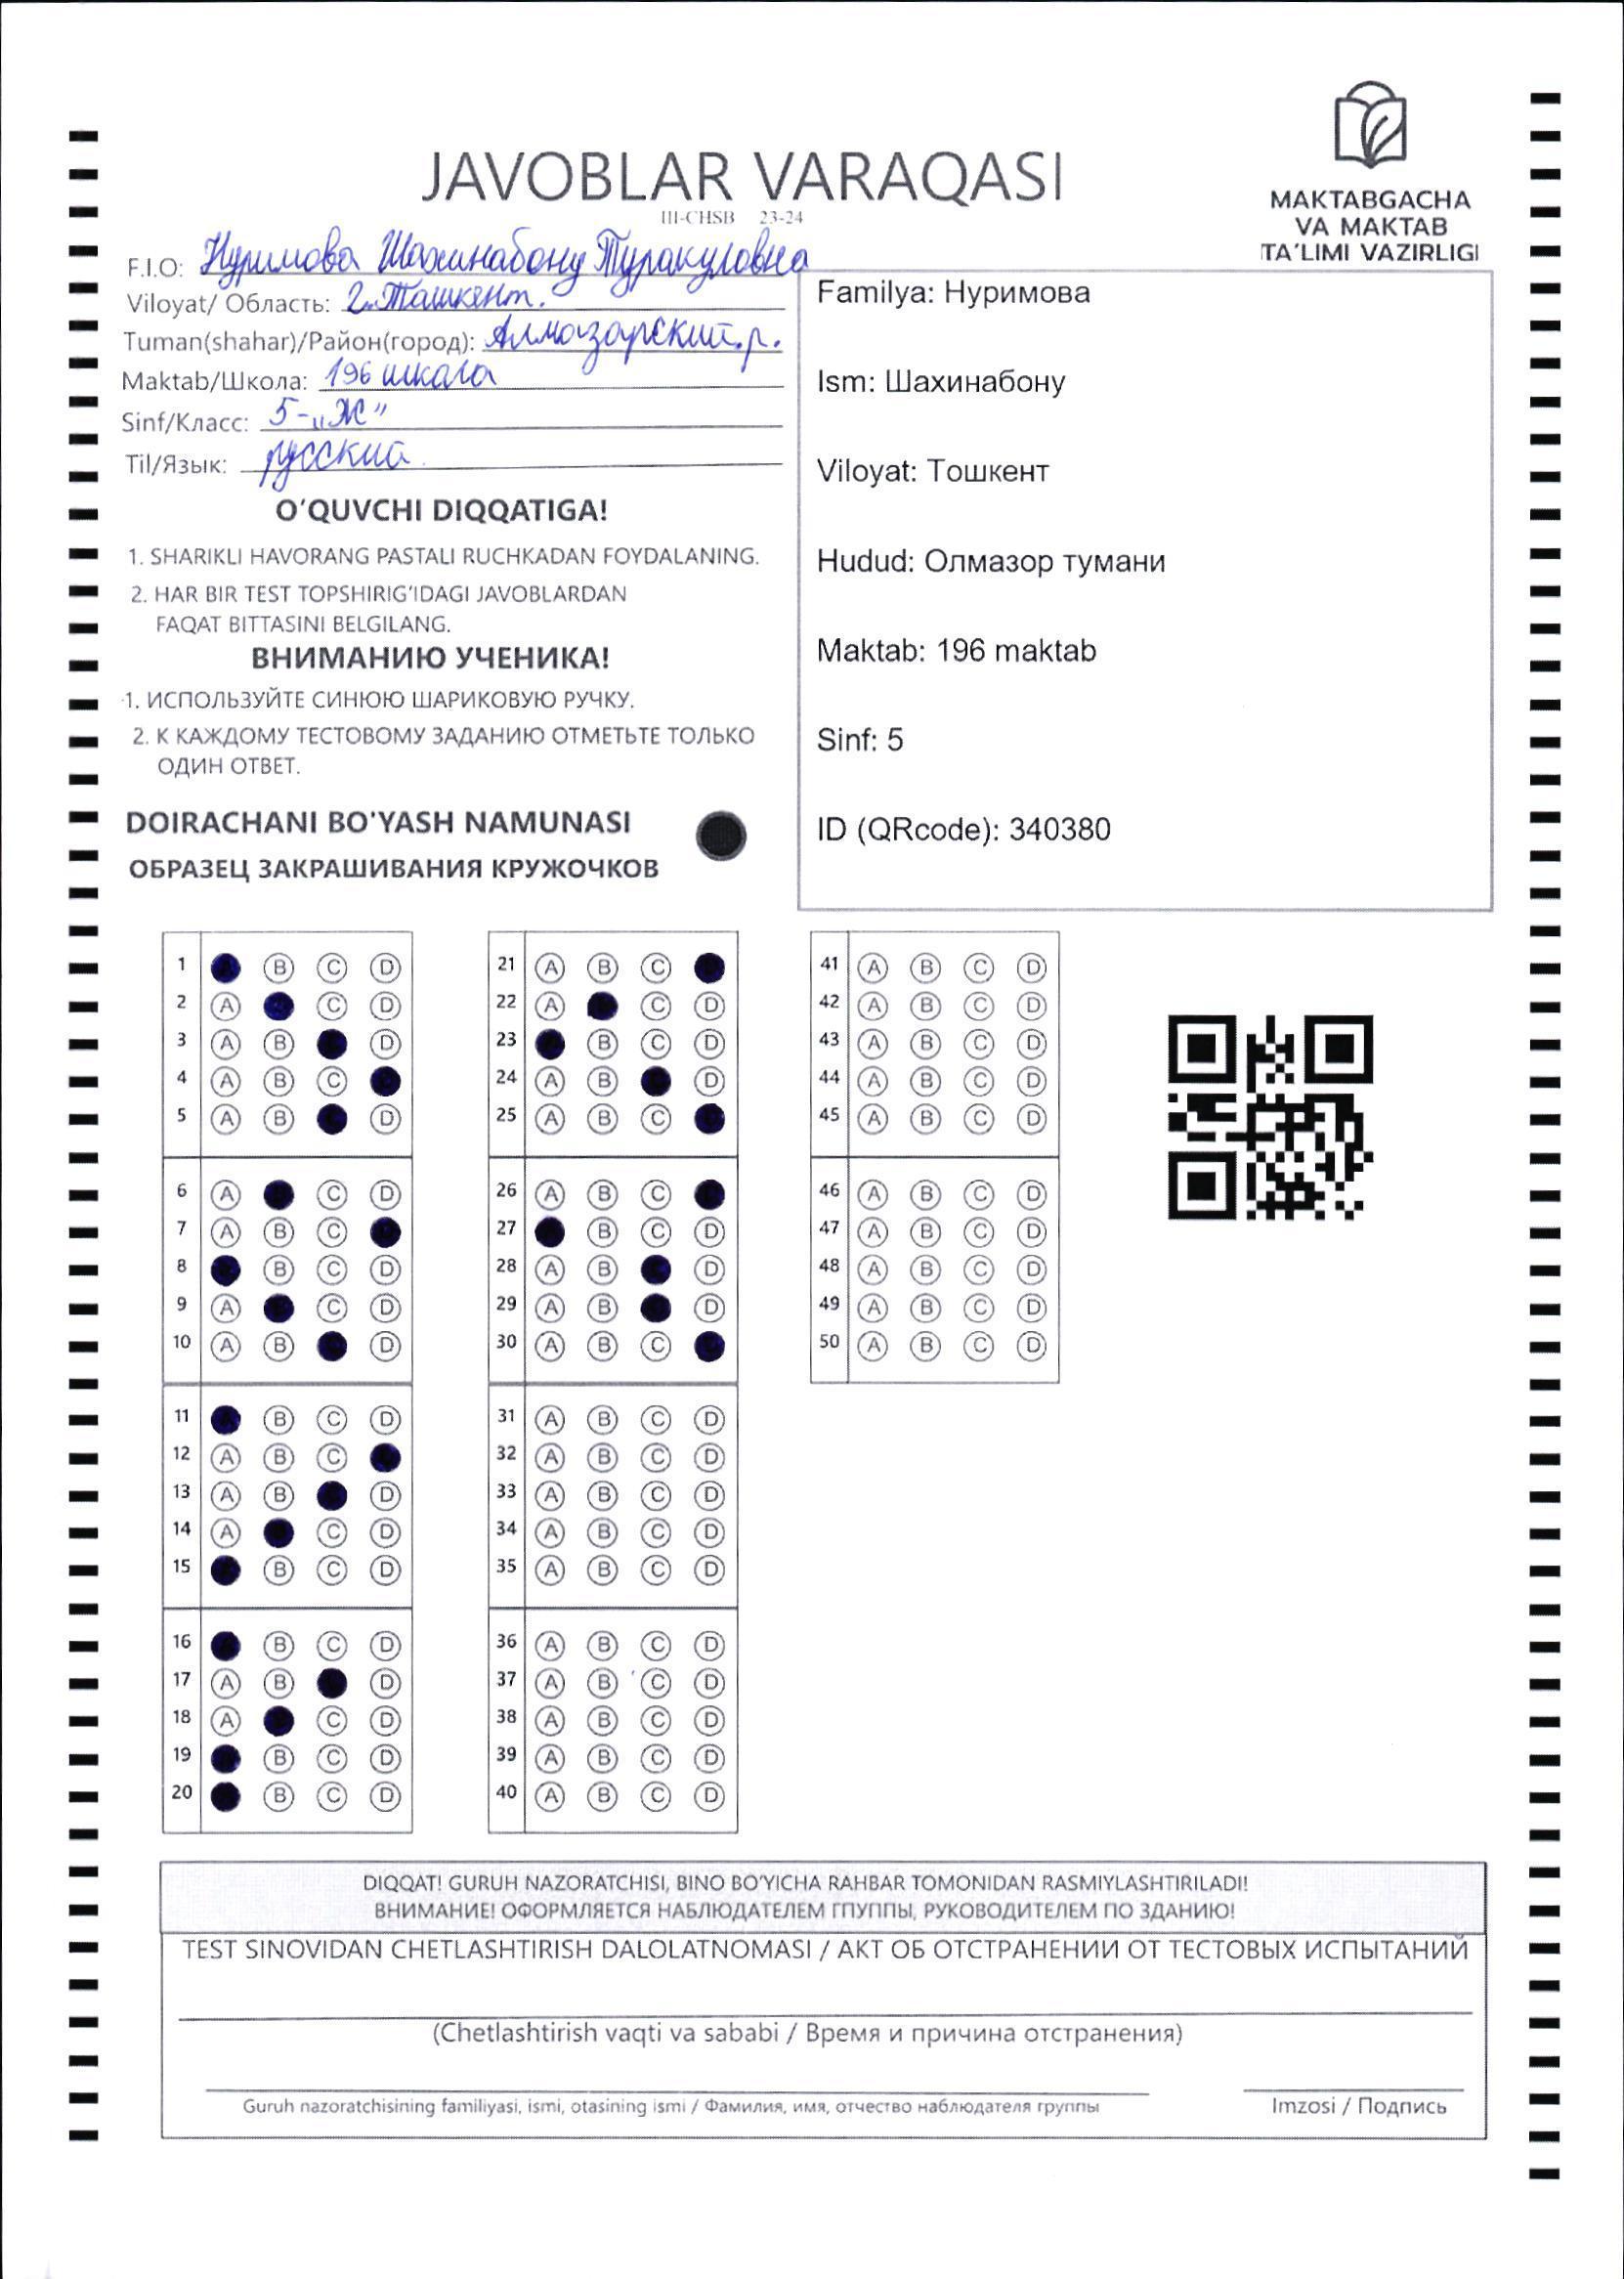 JAVOBLAR VARAQASI
III-CHSB 23-24
MAKTABGACHA
VA MAKTAB
TA'LIMI VAZIRLIGI
F.I.O: Нуримова Шахинабону Туракуловна
Viloyat/ Область: г.Ташкент.
Tuman(shahar)/Район(город): Алмазарский.р.
Maktab/Школа: 196 шкала
Sinf/Класс: 5-„Ж”
Til/Язык: русский
O'QUVCHI DIQQATIGA!
1. SHARIKLI HAVORANG PASTALI RUCHKADAN FOYDALANING.
2. HAR BIR TEST TOPSHIRIG'IDAGI JAVOBLARDAN
FAQAT BITTASINI BELGILANG.
ВНИМАНИЮ УЧЕНИКА!
1. ИСПОЛЬЗУЙТЕ СИНЮЮ ШАРИКОВУЮ РУЧКУ.
2. К КАЖДОМУ ТЕСТОВОМУ ЗАДАНИЮ ОТМЕТЬТЕ ТОЛЬКО
ОДИН ОТВЕТ.
DOIRACHANI BO'YASH NAMUNASI
ОБРАЗЕЦ ЗАКРАШИВАНИЯ КРУЖОЧКОВ
Familya: Нуримова
Ism: Шахинабону
Viloyat: Тошкент
Hudud: Олмазор тумани
Maktab: 196 maktab
Sinf: 5
ID (QRcode): 340380
1 B C D
2 A C D
3 A B D
4 A B C
5 A B D
6 A C D
7 A B C
8 B C D
9 A C D
10 A B D
11 B C D
12 A B C
13 A B D
14 A C D
15 B C D
16 B C D
17 A B D
18 A C D
19 B C D
20 B C D
21 A B C
22 A C D
23 B C D
24 A B D
25 A B C
26 A B C
27 B C D
28 A B D
29 A B D
30 A B C
31 A B C D
32 A B C D
33 A B C D
34 A B C D
35 A B C D
36 A B C D
37 A B C D
38 A B C D
39 A B C D
40 A B C D
41 A B C D
42 A B C D
43 A B C D
44 A B C D
45 A B C D
46 A B C D
47 A B C D
48 A B C D
49 A B C D
50 A B C D
DIQQAT! GURUH NAZORATCHISI, BINO BO'YICHA RAHBAR TOMONIDAN RASMIYLASHTIRILADI!
ВНИМАНИЕ! ОФОРМЛЯЕТСЯ НАБЛЮДАТЕЛЕМ ГПУППЫ, РУКОВОДИТЕЛЕМ ПО ЗДАНИЮ!
TEST SINOVIDAN CHETLASHTIRISH DALOLATNOMASI / АКТ ОБ ОТСТРАНЕНИИ ОТ ТЕСТОВЫХ ИСПЫТАНИЙ
(Chetlashtirish vaqti va sababi / Время и причина отстранения)
Guruh nazoratchisining familiyasi, ismi, otasining ismi / Фамилия, имя, отчество наблюдателя группы
Imzosi / Подпись